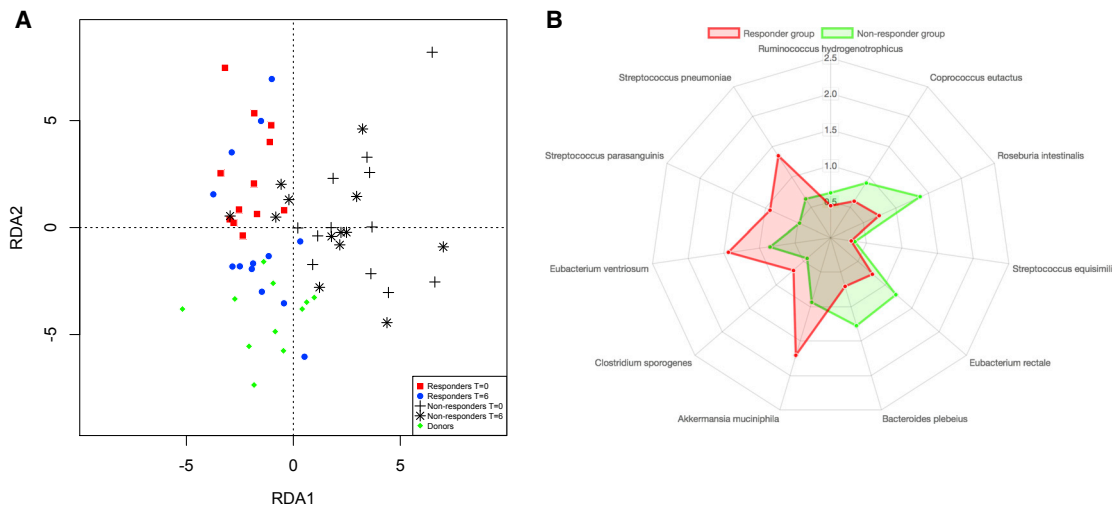 A
5
0
-5
RDA2
-5
0
5
RDA1
Responders T=0
Responders T=6
Non-responders T=0
Non-responders T=6
Donors
B
Responder group
Non-responder group
Ruminococcus hydrogenotrophicus
Streptococcus pneumoniae
Coprococcus eutactus
Streptococcus parasanguinis
Roseburia intestinalis
Eubacterium ventriosum
Streptococcus equisimili
Clostridium sporogenes
Eubacterium rectale
Akkermansia muciniphila
Bacteroides plebeius
2.5
2.0
1.5
1.0
0.5